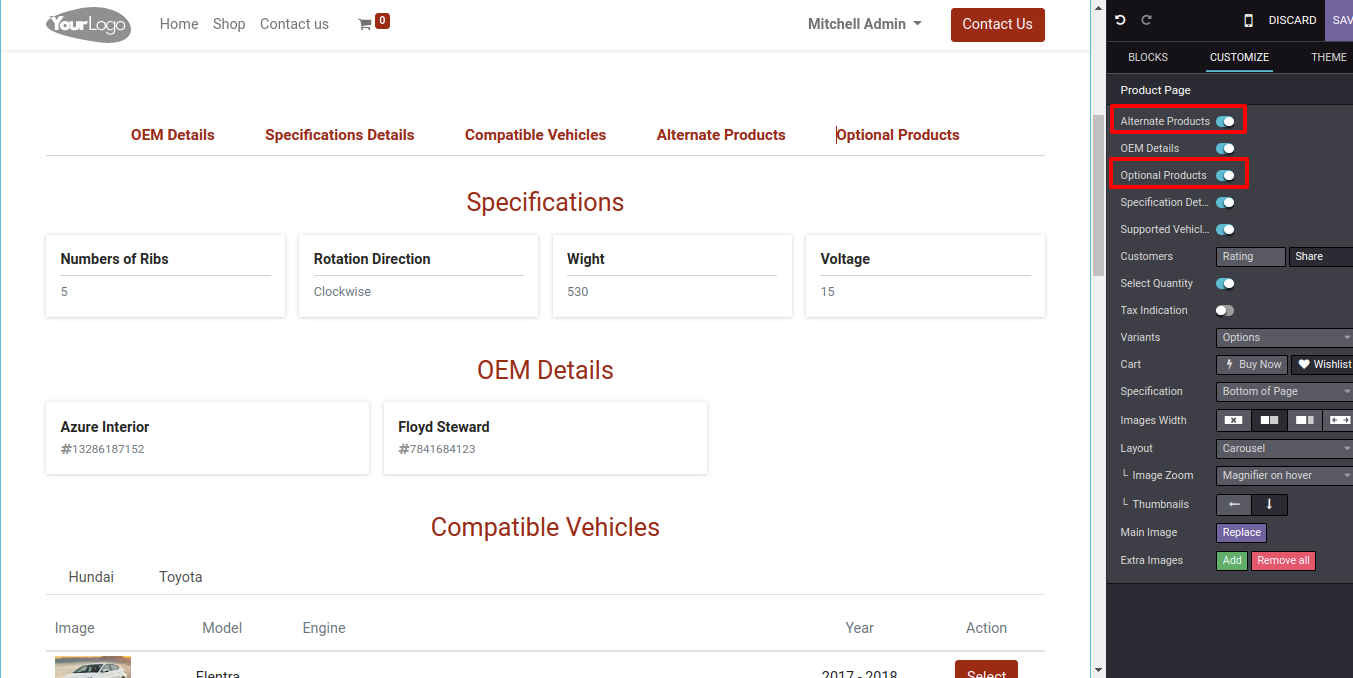 YourLogo Home Shop Contact us 0 Mitchell Admin Contact Us
OEM Details Specifications Details Compatible Vehicles Alternate Products Optional Products
Specifications
Numbers of Ribs Rotation Direction Wight Voltage
5 Clockwise 530 15
OEM Details
Azure Interior Floyd Steward
#13286187152 #7841684123
Compatible Vehicles
Hundai Toyota
Image Model Engine Year Action
Elentra 2017 - 2018 Select
DISCARD SAV
BLOCKS CUSTOMIZE THEME
Product Page
Alternate Products
OEM Details
Optional Products
Specification Det...
Supported Vehicl...
Customers Rating Share
Select Quantity
Tax Indication
Variants Options
Cart Buy Now Wishlist
Specification Bottom of Page
Images Width
Layout Carousel
└ Image Zoom Magnifier on hover
└ Thumbnails
Main Image Replace
Extra Images Add Remove all